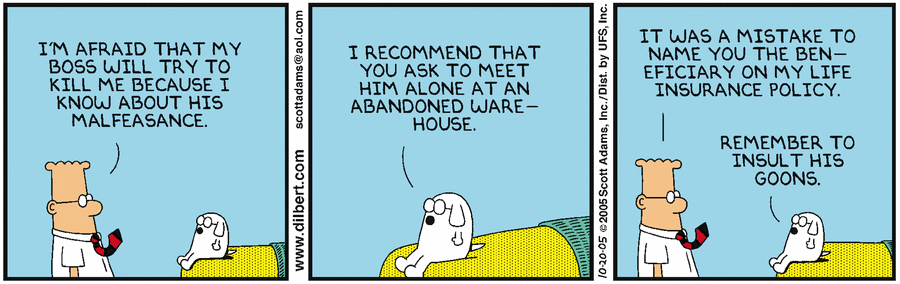 I'M AFRAID THAT MY
BOSS WILL TRY TO
KILL ME BECAUSE I
KNOW ABOUT HIS
MALFEASANCE.
www.dilbert.com scottadams@aol.com
I RECOMMEND THAT
YOU ASK TO MEET
HIM ALONE AT AN
ABANDONED WARE-
HOUSE.
10-20-05 ©2005 Scott Adams, Inc./Dist. by UFS, Inc.
IT WAS A MISTAKE TO
NAME YOU THE BEN-
EFICIARY ON MY LIFE
INSURANCE POLICY.
REMEMBER TO
INSULT HIS
GOONS.